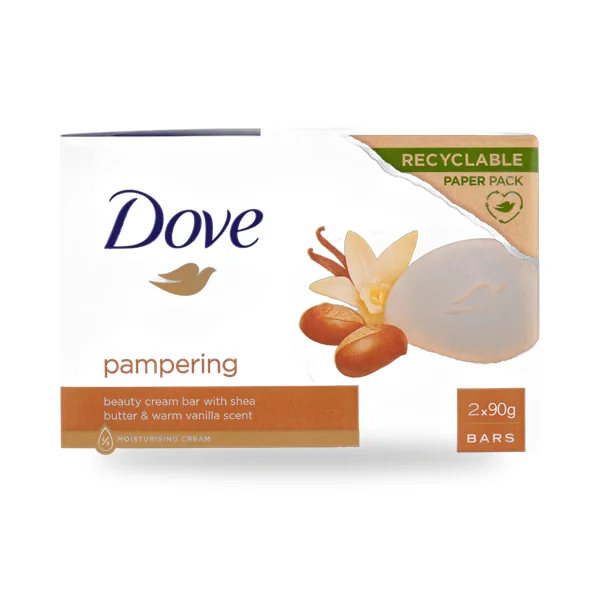 RECYCLABLE
PAPER PACK
Dove
pampering
beauty cream bar with shea
butter & warm vanilla scent
1/4 MOISTURISING CREAM
2x90g
BARS